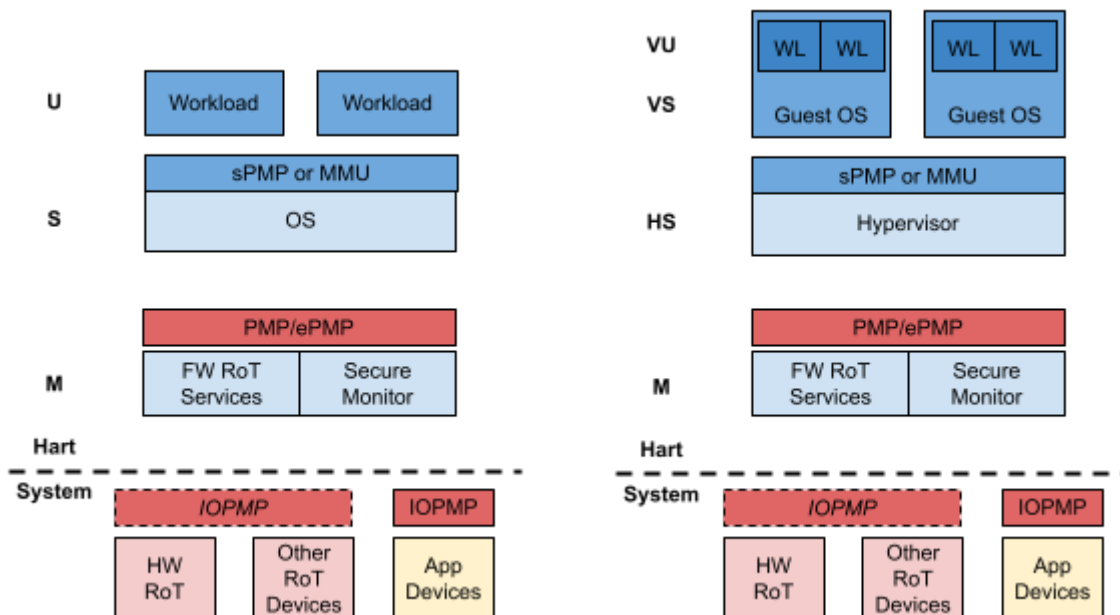 U
Workload
Workload
sPMP or MMU
S
OS
PMP/ePMP
M
FW RoT
Services
Secure
Monitor
Hart
System
IOPMP
IOPMP
HW
RoT
Other
RoT
Devices
App
Devices
VU
WL
WL
WL
WL
VS
Guest OS
Guest OS
sPMP or MMU
HS
Hypervisor
PMP/ePMP
M
FW RoT
Services
Secure
Monitor
Hart
System
IOPMP
IOPMP
HW
RoT
Other
RoT
Devices
App
Devices